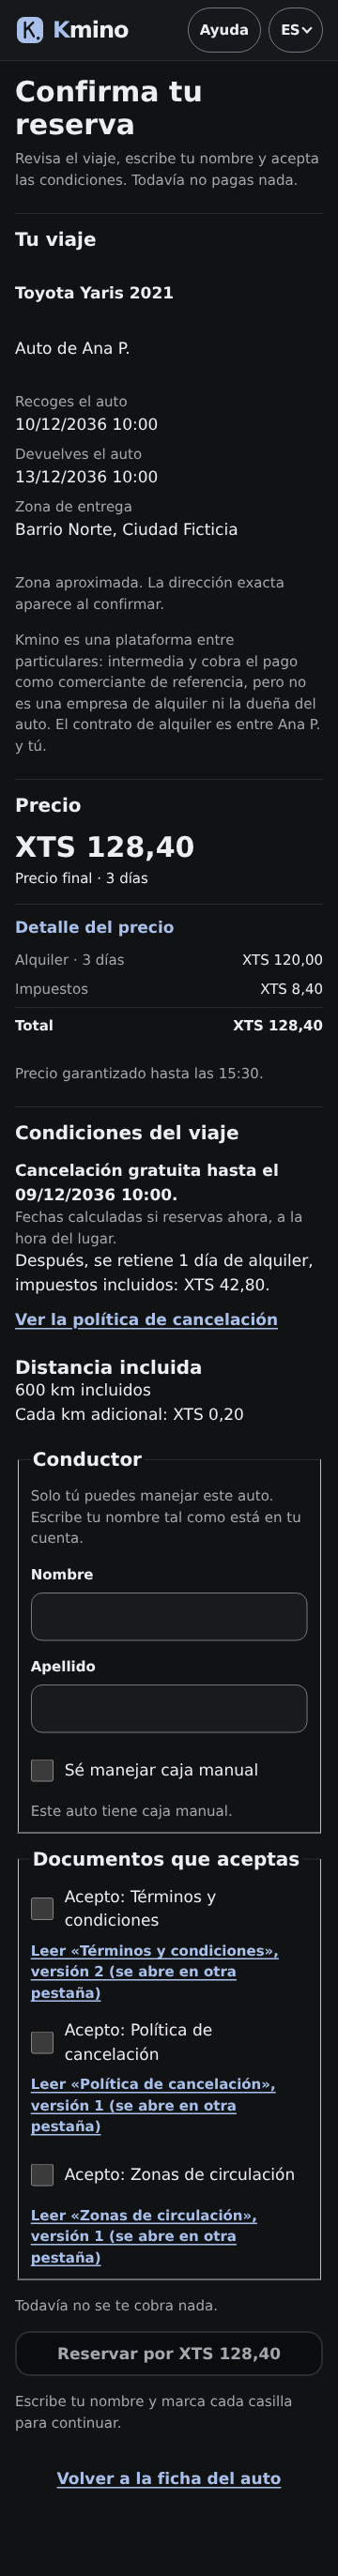 Kmino
Ayuda
ES
Confirma tu
reserva
Revisa el viaje, escribe tu nombre y acepta
las condiciones. Todavía no pagas nada.
Tu viaje
Toyota Yaris 2021
Auto de Ana P.
Recoges el auto
10/12/2036 10:00
Devuelves el auto
13/12/2036 10:00
Zona de entrega
Barrio Norte, Ciudad Ficticia
Zona aproximada. La dirección exacta
aparece al confirmar.
Kmino es una plataforma entre
particulares: intermedia y cobra el pago
como comerciante de referencia, pero no
es una empresa de alquiler ni la dueña del
auto. El contrato de alquiler es entre Ana P.
y tú.
Precio
XTS 128,40
Precio final · 3 días
Detalle del precio
Alquiler · 3 días XTS 120,00
Impuestos XTS 8,40
Total XTS 128,40
Precio garantizado hasta las 15:30.
Condiciones del viaje
Cancelación gratuita hasta el
09/12/2036 10:00.
Fechas calculadas si reservas ahora, a la
hora del lugar.
Después, se retiene 1 día de alquiler,
impuestos incluidos: XTS 42,80.
Ver la política de cancelación
Distancia incluida
600 km incluidos
Cada km adicional: XTS 0,20
Conductor
Solo tú puedes manejar este auto.
Escribe tu nombre tal como está en tu
cuenta.
Nombre
Apellido
Sé manejar caja manual
Este auto tiene caja manual.
Documentos que aceptas
Acepto: Términos y
condiciones
Leer «Términos y condiciones»,
versión 2 (se abre en otra
pestaña)
Acepto: Política de
cancelación
Leer «Política de cancelación»,
versión 1 (se abre en otra
pestaña)
Acepto: Zonas de circulación
Leer «Zonas de circulación»,
versión 1 (se abre en otra
pestaña)
Todavía no se te cobra nada.
Reservar por XTS 128,40
Escribe tu nombre y marca cada casilla
para continuar.
Volver a la ficha del auto